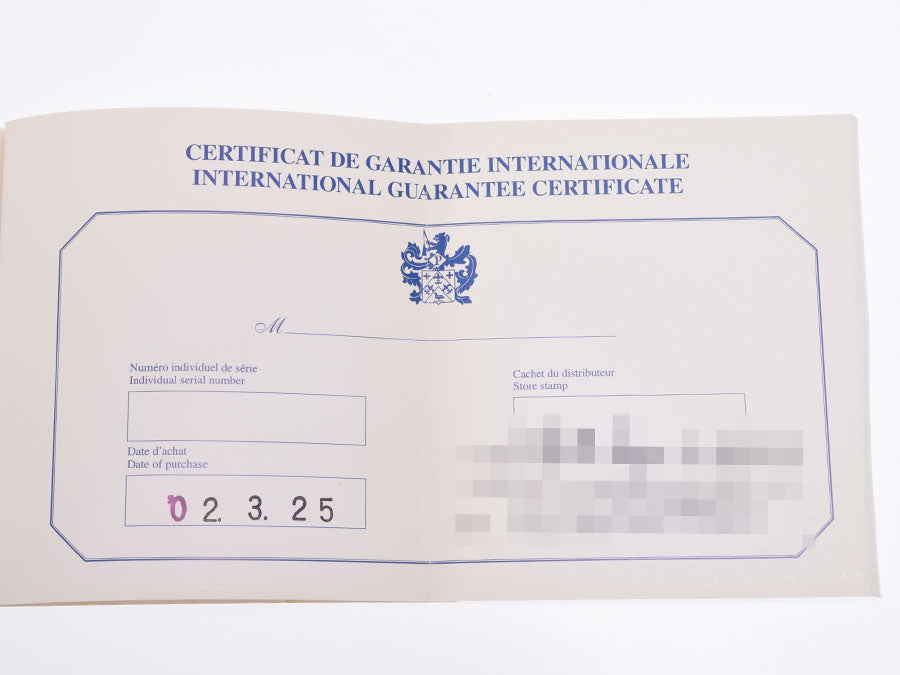 CERTIFICAT DE GARANTIE INTERNATIONALE
INTERNATIONAL GUARANTEE CERTIFICATE
P
M
Numéro individuel de série
Individual serial number
Date d'achat
Date of purchase
02. 3. 25
Cachet du distributeur
Store stamp